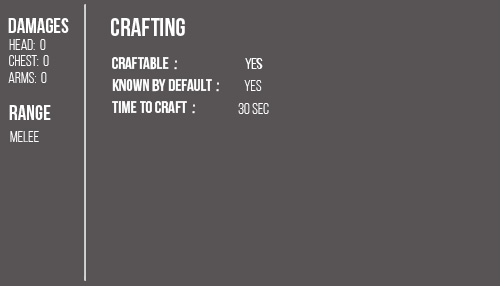 DAMAGES
HEAD: 0
CHEST: 0
ARMS: 0
RANGE
MELEE
CRAFTING
CRAFTABLE : YES
KNOWN BY DEFAULT : YES
TIME TO CRAFT : 30 SEC